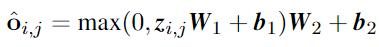 ô_{i,j} = max(0, z_{i,j}W_1 + b_1)W_2 + b_2